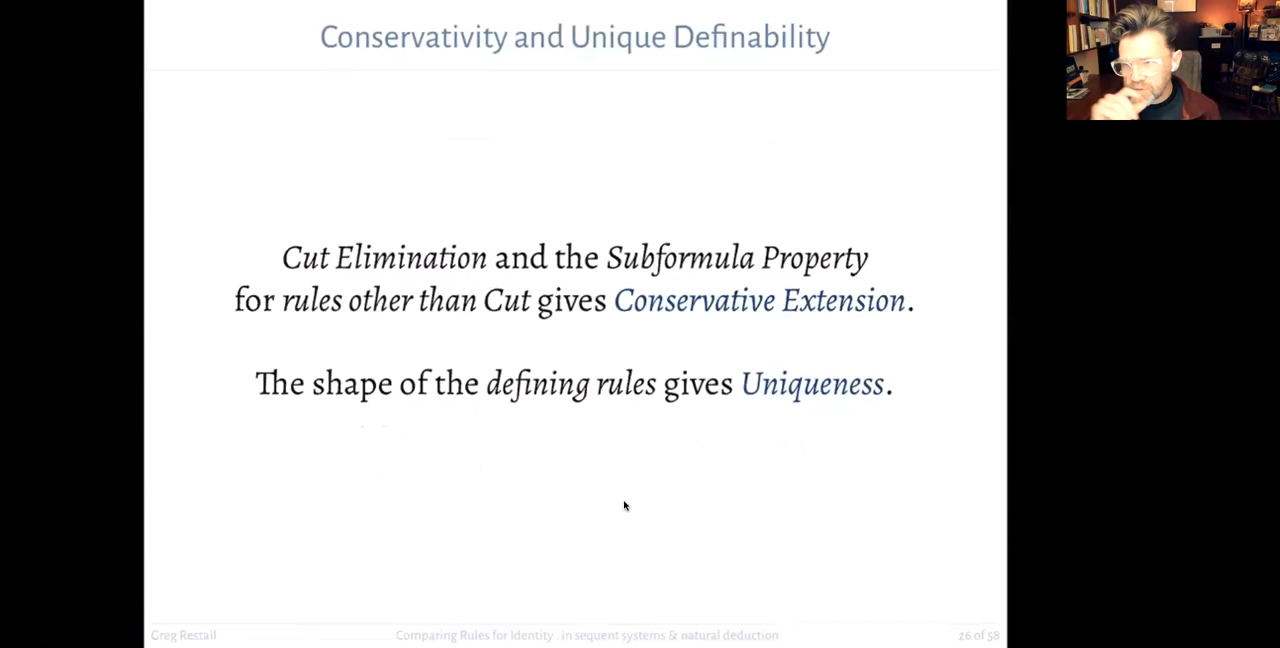 Conservativity and Unique Definability
Cut Elimination and the Subformula Property
for rules other than Cut gives Conservative Extension.
The shape of the defining rules gives Uniqueness.
Greg Restall
Comparing Rules for Identity . in sequent systems & natural deduction
26 of 58